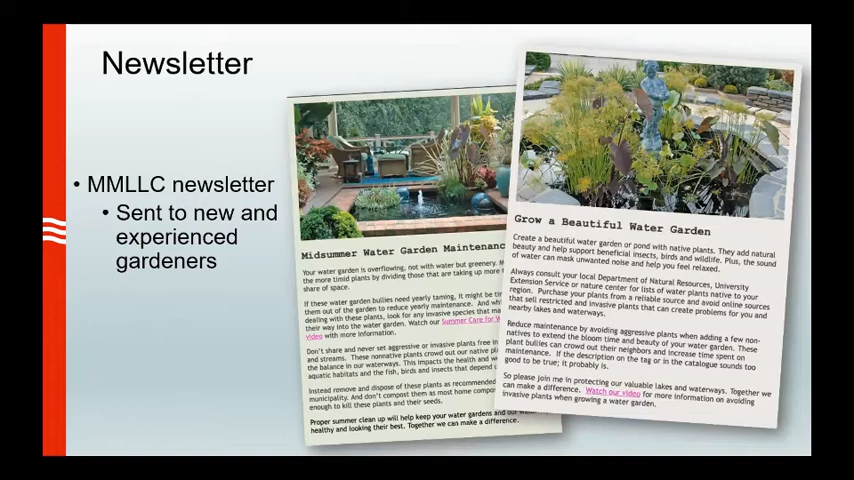 Newsletter
• MMLLC newsletter
• Sent to new and
experienced
gardeners
Midsummer Water Garden Maintenanc
Your water garden is overflowing, not with water but greenery. M
the more timid plants by dividing those that are taking up more t
share of space.
If these water garden bullies need yearly taming, it might be tim
them out of the garden to reduce yearly maintenance. And whi
dealing with these plants, look for any invasive species that ma
their way into the water garden. Watch our Summer Care for W
video with more information.
Don't share and never set aggressive or invasive plants free in
and streams. These nonnative plants crowd out our native pl
the balance in our waterways. This impacts the health and we
aquatic habitats and the fish, birds and insects that depend o
Instead remove and dispose of these plants as recommended
municipality. And don't compost them as most home compos
enough to kill these plants and their seeds.
Proper summer clean up will help keep your water gardens and our wate
healthy and looking their best. Together we can make a difference.
Grow a Beautiful Water Garden
Create a beautiful water garden or pond with native plants. They add natural
beauty and help support beneficial insects, birds and wildlife. Plus, the sound
of water can mask unwanted noise and help you feel relaxed.
Always consult your local Department of Natural Resources, University
Extension Service or nature center for lists of water plants native to your
region. Purchase your plants from a reliable source and avoid online sources
that sell restricted and invasive plants that can create problems for you and
nearby lakes and waterways.
Reduce maintenance by avoiding aggressive plants when adding a few non-
natives to extend the bloom time and beauty of your water garden. These
plant bullies can crowd out their neighbors and increase time spent on
maintenance. If the description on the tag or in the catalogue sounds too
good to be true; it probably is.
So please join me in protecting our valuable lakes and waterways. Together we
can make a difference. Watch our video for more information on avoiding
invasive plants when growing a water garden.